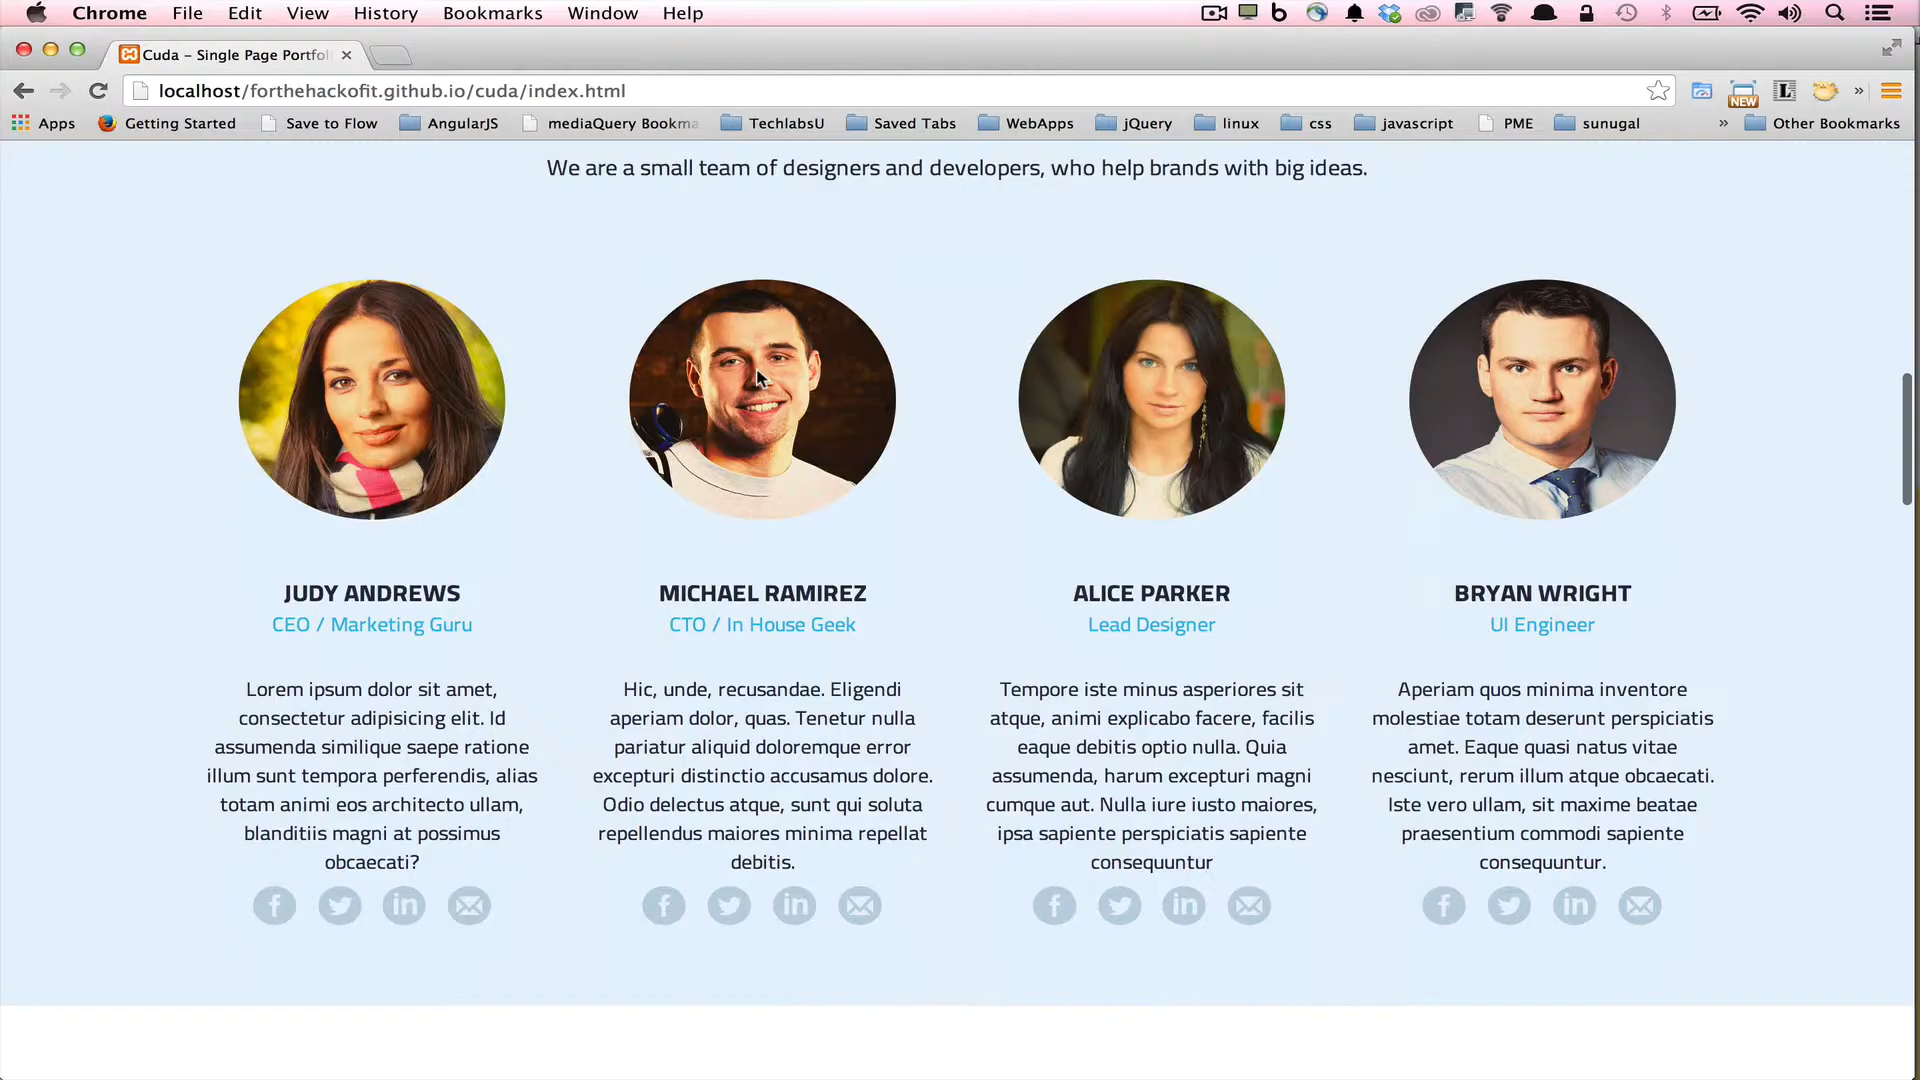 Chrome File Edit View History Bookmarks Window Help
Cuda – Single Page Portfol
localhost/forthehackofit.github.io/cuda/index.html
NEW
Apps Getting Started Save to Flow AngularJS mediaQuery Bookma TechlabsU Saved Tabs WebApps jQuery linux css javascript PME sunugal » Other Bookmarks
We are a small team of designers and developers, who help brands with big ideas.
JUDY ANDREWS
CEO / Marketing Guru
Lorem ipsum dolor sit amet,
consectetur adipisicing elit. Id
assumenda similique saepe ratione
illum sunt tempora perferendis, alias
totam animi eos architecto ullam,
blanditiis magni at possimus
obcaecati?
MICHAEL RAMIREZ
CTO / In House Geek
Hic, unde, recusandae. Eligendi
aperiam dolor, quas. Tenetur nulla
pariatur aliquid doloremque error
excepturi distinctio accusamus dolore.
Odio delectus atque, sunt qui soluta
repellendus maiores minima repellat
debitis.
ALICE PARKER
Lead Designer
Tempore iste minus asperiores sit
atque, animi explicabo facere, facilis
eaque debitis optio nulla. Quia
assumenda, harum excepturi magni
cumque aut. Nulla iure iusto maiores,
ipsa sapiente perspiciatis sapiente
consequuntur
BRYAN WRIGHT
UI Engineer
Aperiam quos minima inventore
molestiae totam deserunt perspiciatis
amet. Eaque quasi natus vitae
nesciunt, rerum illum atque obcaecati.
Iste vero ullam, sit maxime beatae
praesentium commodi sapiente
consequuntur.